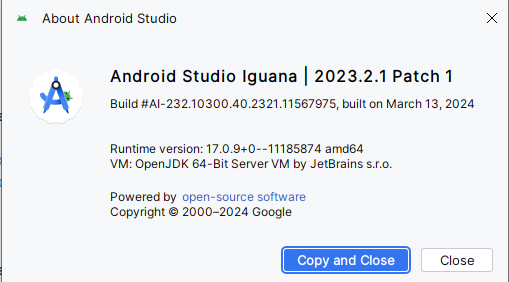 About Android Studio
Android Studio Iguana | 2023.2.1 Patch 1
Build #AI-232.10300.40.2321.11567975, built on March 13, 2024
Runtime version: 17.0.9+0--11185874 amd64
VM: OpenJDK 64-Bit Server VM by JetBrains s.r.o.
Powered by open-source software
Copyright © 2000–2024 Google
Copy and Close
Close